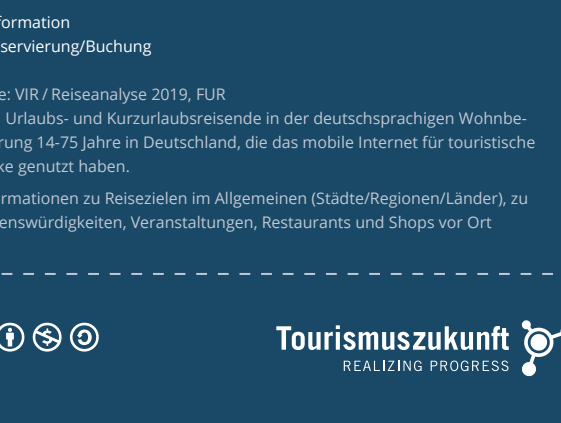 formation
servierung/Buchung
e: VIR / Reiseanalyse 2019, FUR
Urlaubs- und Kurzurlaubsreisende in der deutschsprachigen Wohnbe-
rung 14-75 Jahre in Deutschland, die das mobile Internet für touristische
ke genutzt haben.
rmationen zu Reisezielen im Allgemeinen (Städte/Regionen/Länder), zu
enswürdigkeiten, Veranstaltungen, Restaurants und Shops vor Ort
Tourismuszukunft
REALIZING PROGRESS